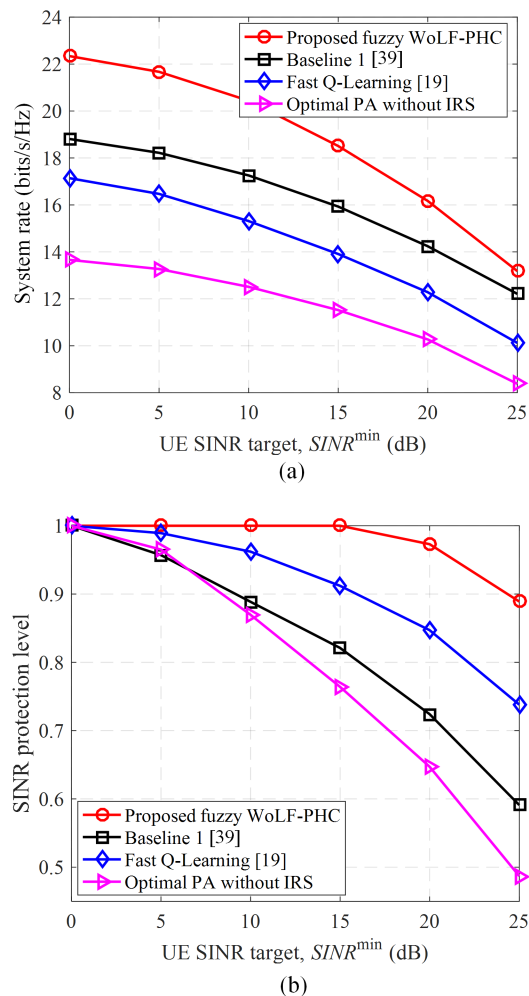 24
22
20
18
16
14
12
10
8
System rate (bits/s/Hz)
Proposed fuzzy WoLF-PHC
Baseline 1 [39]
Fast Q-Learning [19]
Optimal PA without IRS
0 5 10 15 20 25
UE SINR target, SINR^min (dB)
(a)
1
0.9
0.8
0.7
0.6
0.5
SINR protection level
Proposed fuzzy WoLF-PHC
Baseline 1 [39]
Fast Q-Learning [19]
Optimal PA without IRS
0 5 10 15 20 25
UE SINR target, SINR^min (dB)
(b)